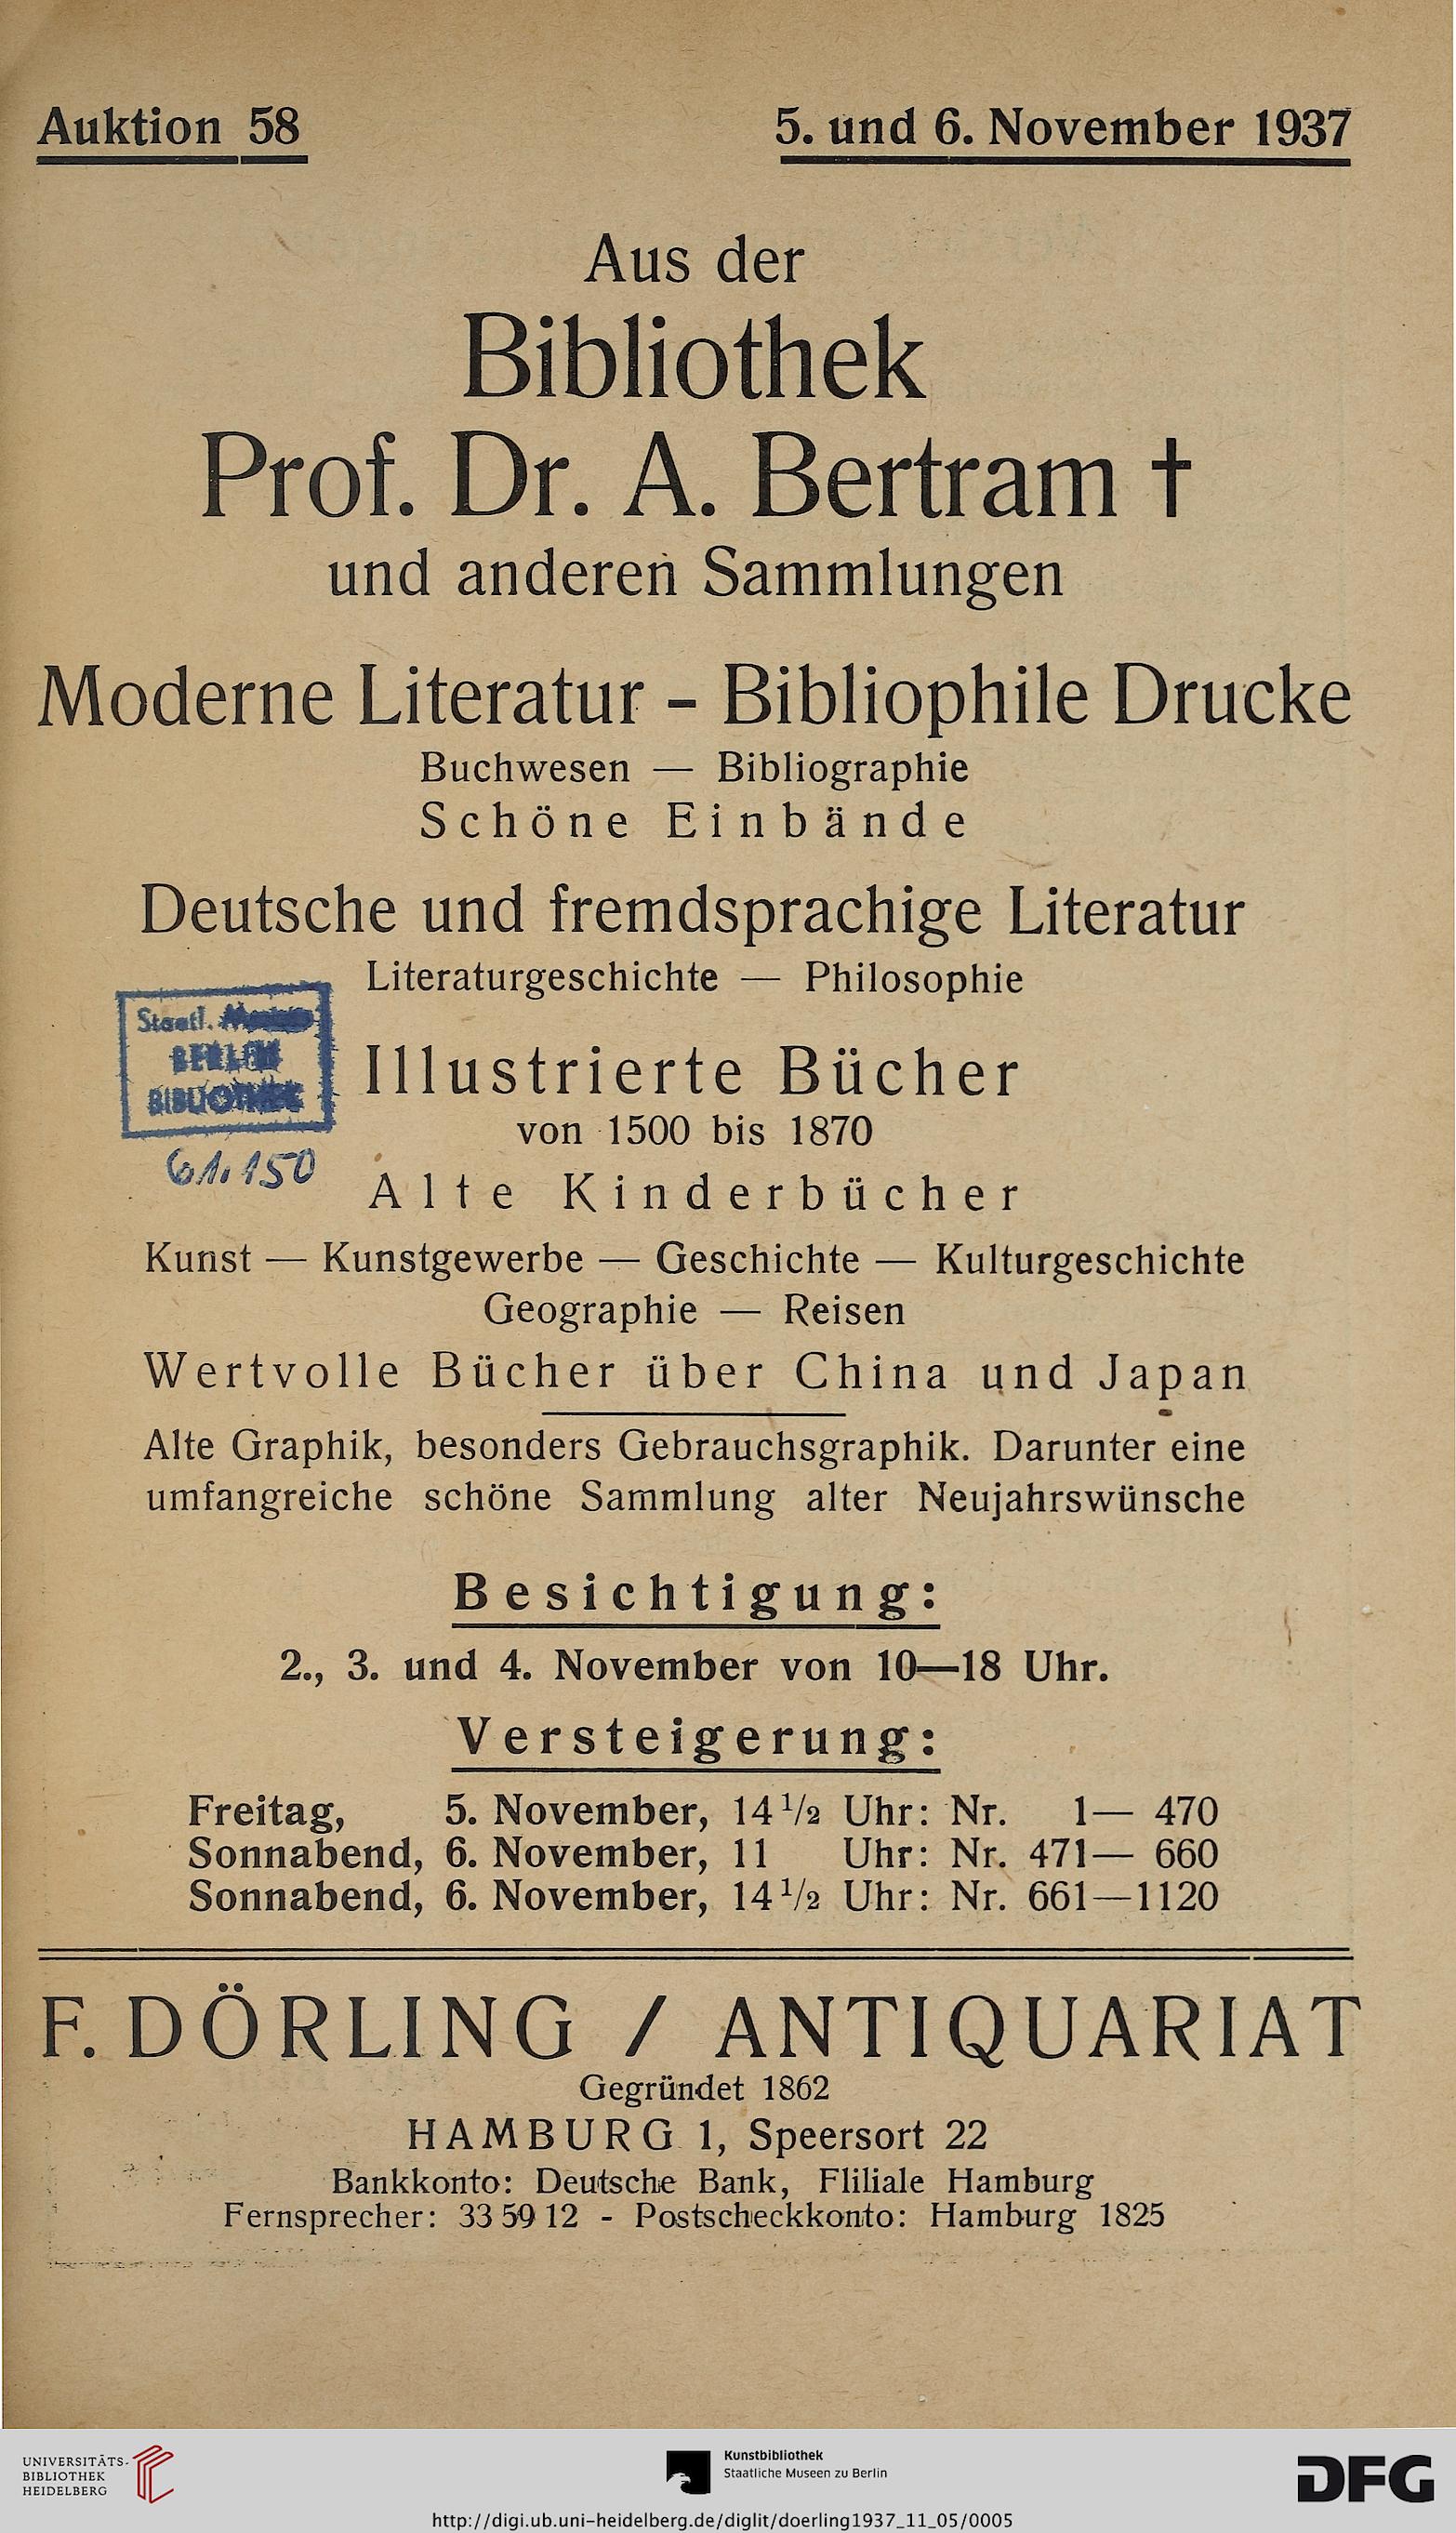 Auktion 58
5. und 6. November 1937
Aus der
Bibliothek
Prof. Dr. A. Bertram †
und anderen Sammlungen
Moderne Literatur - Bibliophile Drucke
Buchwesen — Bibliographie
Schöne Einbände
Deutsche und fremdsprachige Literatur
Literaturgeschichte — Philosophie
Staatl.
BERLIN
BIBLIOTHEK
61.150
Illustrierte Bücher
von 1500 bis 1870
Alte Kinderbücher
Kunst — Kunstgewerbe — Geschichte — Kulturgeschichte
Geographie — Reisen
Wertvolle Bücher über China und Japan
Alte Graphik, besonders Gebrauchsgraphik. Darunter eine
umfangreiche schöne Sammlung alter Neujahrswünsche
Besichtigung:
2., 3. und 4. November von 10—18 Uhr.
Versteigerung:
Freitag, 5. November, 14 1/2 Uhr: Nr. 1— 470
Sonnabend, 6. November, 11 Uhr: Nr. 471— 660
Sonnabend, 6. November, 14 1/2 Uhr: Nr. 661—1120
F. DÖRLING / ANTIQUARIAT
Gegründet 1862
HAMBURG 1, Speersort 22
Bankkonto: Deutsche Bank, Fliliale Hamburg
Fernsprecher: 33 59 12 - Postscheckkonto: Hamburg 1825
UNIVERSITÄTS-
BIBLIOTHEK
HEIDELBERG
Kunstbibliothek
Staatliche Museen zu Berlin
DFG
http://digi.ub.uni-heidelberg.de/diglit/doerling1937_11_05/0005